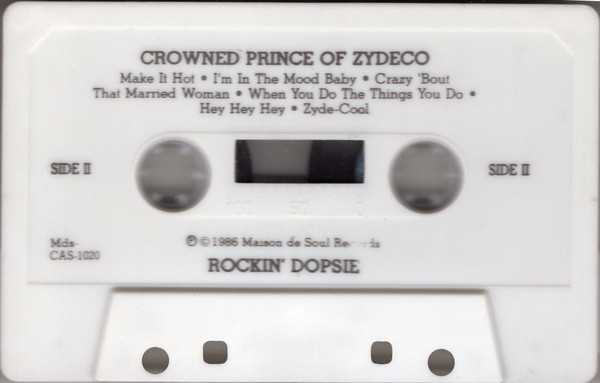 CROWNED PRINCE OF ZYDECO
Make It Hot • I'm In The Mood Baby • Crazy 'Bout
That Married Woman • When You Do The Things You Do •
Hey Hey Hey • Zyde-Cool
SIDE II
SIDE II
100 50 0
Mds-
CAS-1020
℗©1986 Maison de Soul Records
ROCKIN' DOPSIE